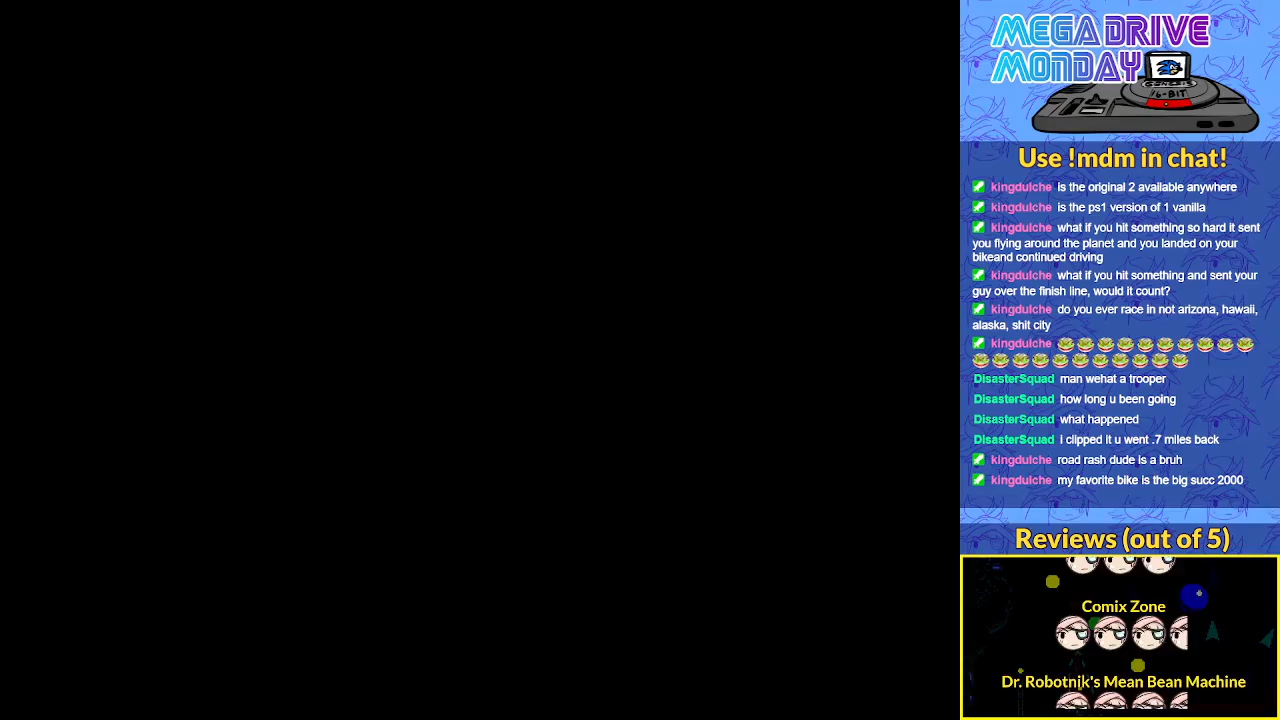 MEGA DRIVE
MONDAY
GENESIS
16-BIT
Use !mdm in chat!
kingdulche is the original 2 available anywhere
kingdulche is the ps1 version of 1 vanilla
kingdulche what if you hit something so hard it sent
you flying around the planet and you landed on your
bikeand continued driving
kingdulche what if you hit something and sent your
guy over the finish line, would it count?
kingdulche do you ever race in not arizona, hawaii,
alaska, shit city
kingdulche
DisasterSquad man wehat a trooper
DisasterSquad how long u been going
DisasterSquad what happened
DisasterSquad i clipped it u went .7 miles back
kingdulche road rash dude is a bruh
kingdulche my favorite bike is the big succ 2000
Reviews (out of 5)
Comix Zone
Dr. Robotnik's Mean Bean Machine